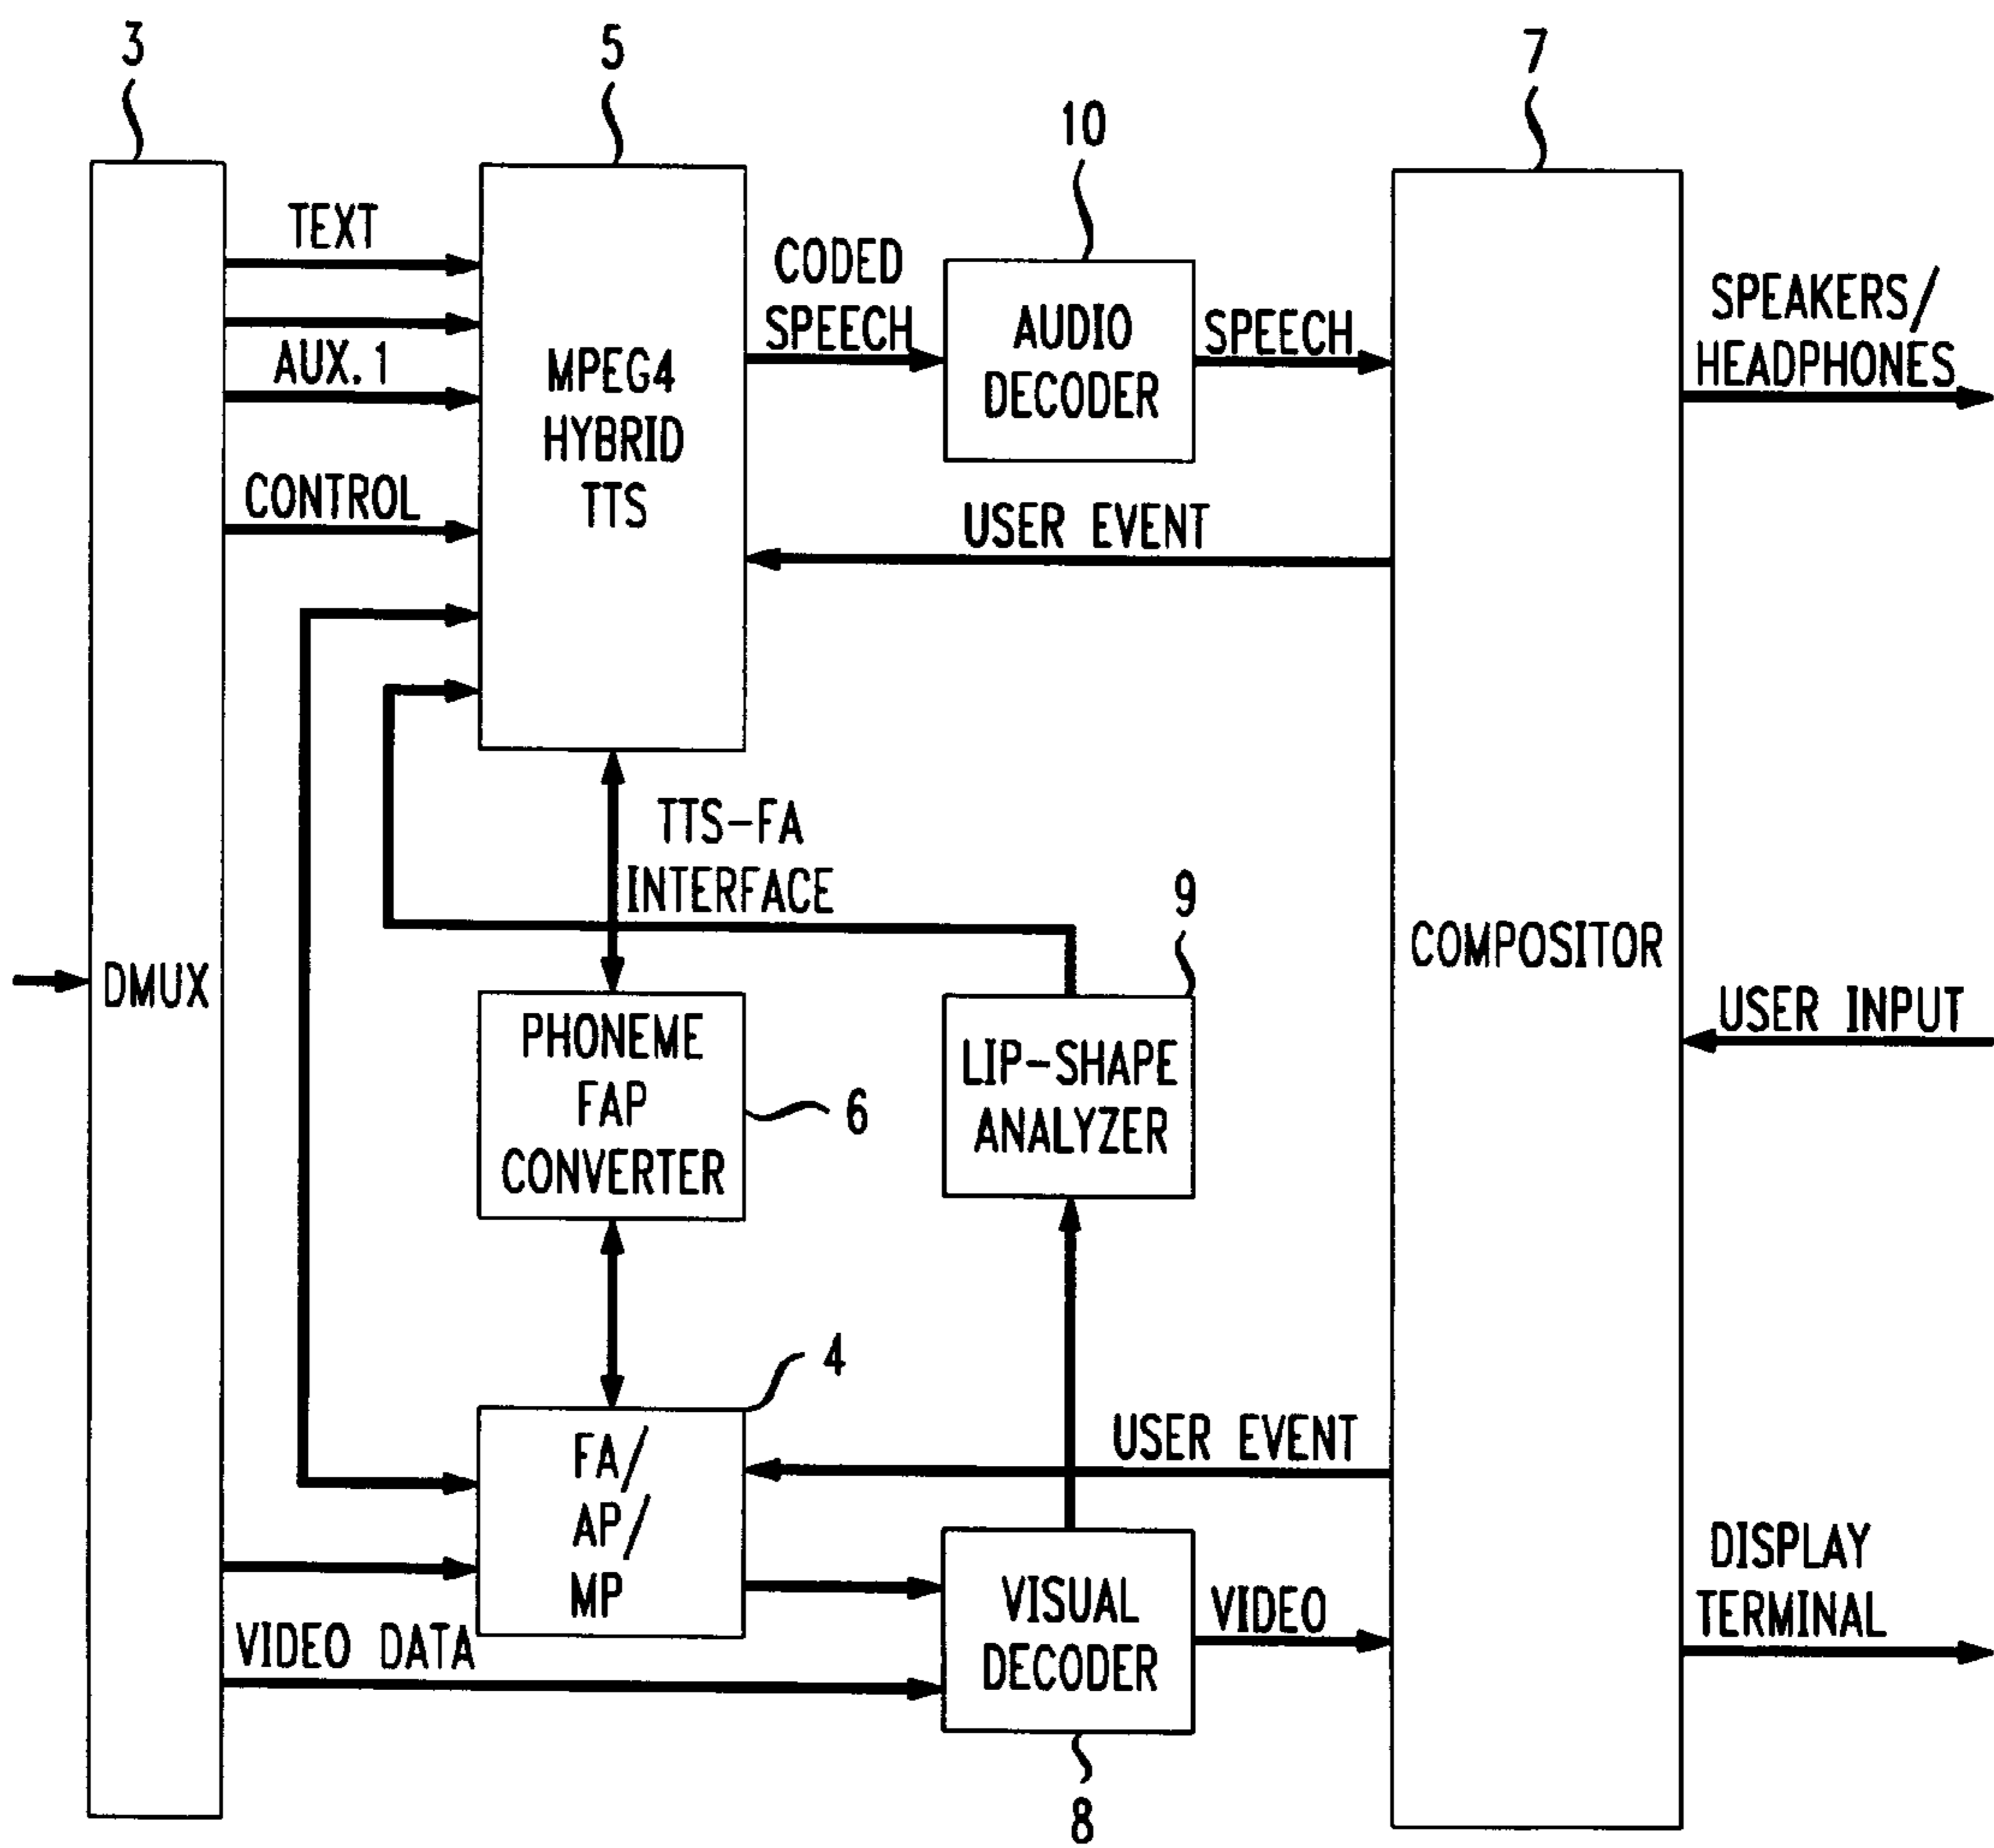 3
5
10
7
TEXT
AUX.1
CONTROL
MPEG4
HYBRID
TTS
CODED
SPEECH
AUDIO
DECODER
SPEECH
SPEAKERS/
HEADPHONES
USER EVENT
TTS-FA
INTERFACE
9
DMUX
PHONEME
FAP
CONVERTER
6
LIP-SHAPE
ANALYZER
COMPOSITOR
USER INPUT
4
FA/
AP/
MP
USER EVENT
VIDEO DATA
VISUAL
DECODER
VIDEO
DISPLAY
TERMINAL
8